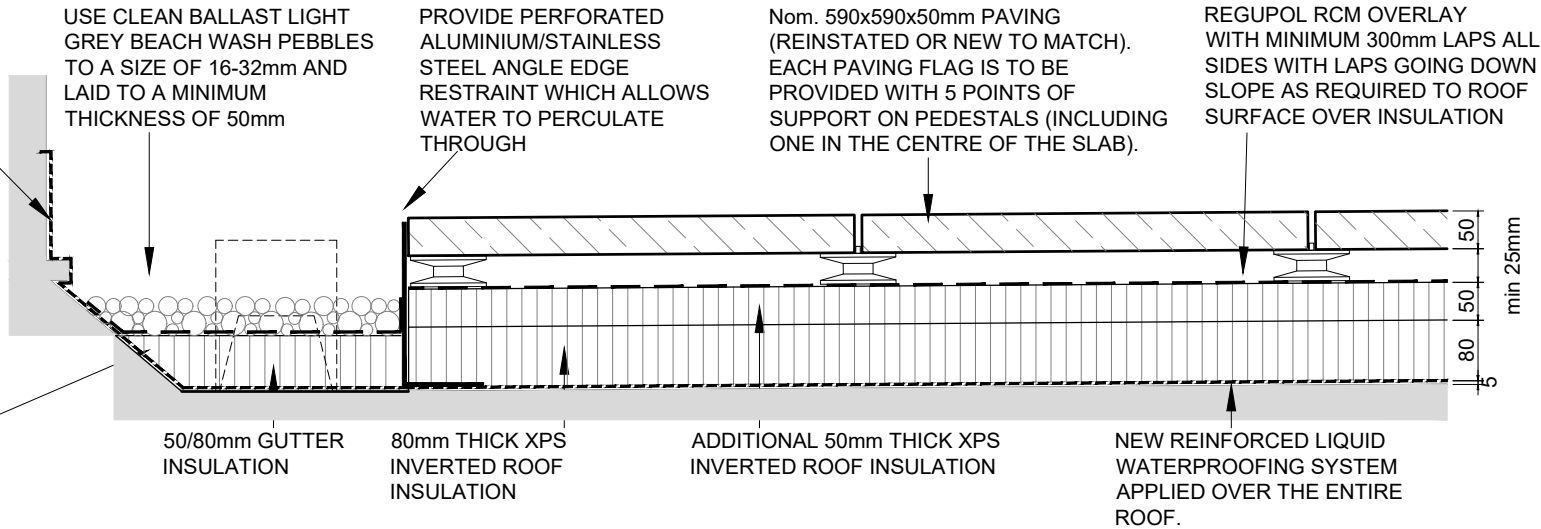 USE CLEAN BALLAST LIGHT
GREY BEACH WASH PEBBLES
TO A SIZE OF 16-32mm AND
LAID TO A MINIMUM
THICKNESS OF 50mm
PROVIDE PERFORATED
ALUMINIUM/STAINLESS
STEEL ANGLE EDGE
RESTRAINT WHICH ALLOWS
WATER TO PERCULATE
THROUGH
Nom. 590x590x50mm PAVING
(REINSTATED OR NEW TO MATCH).
EACH PAVING FLAG IS TO BE
PROVIDED WITH 5 POINTS OF
SUPPORT ON PEDESTALS (INCLUDING
ONE IN THE CENTRE OF THE SLAB).
REGUPOL RCM OVERLAY
WITH MINIMUM 300mm LAPS ALL
SIDES WITH LAPS GOING DOWN
SLOPE AS REQUIRED TO ROOF
SURFACE OVER INSULATION
50
min 25mm
50
80
5
50/80mm GUTTER
INSULATION
80mm THICK XPS
INVERTED ROOF
INSULATION
ADDITIONAL 50mm THICK XPS
INVERTED ROOF INSULATION
NEW REINFORCED LIQUID
WATERPROOFING SYSTEM
APPLIED OVER THE ENTIRE
ROOF.